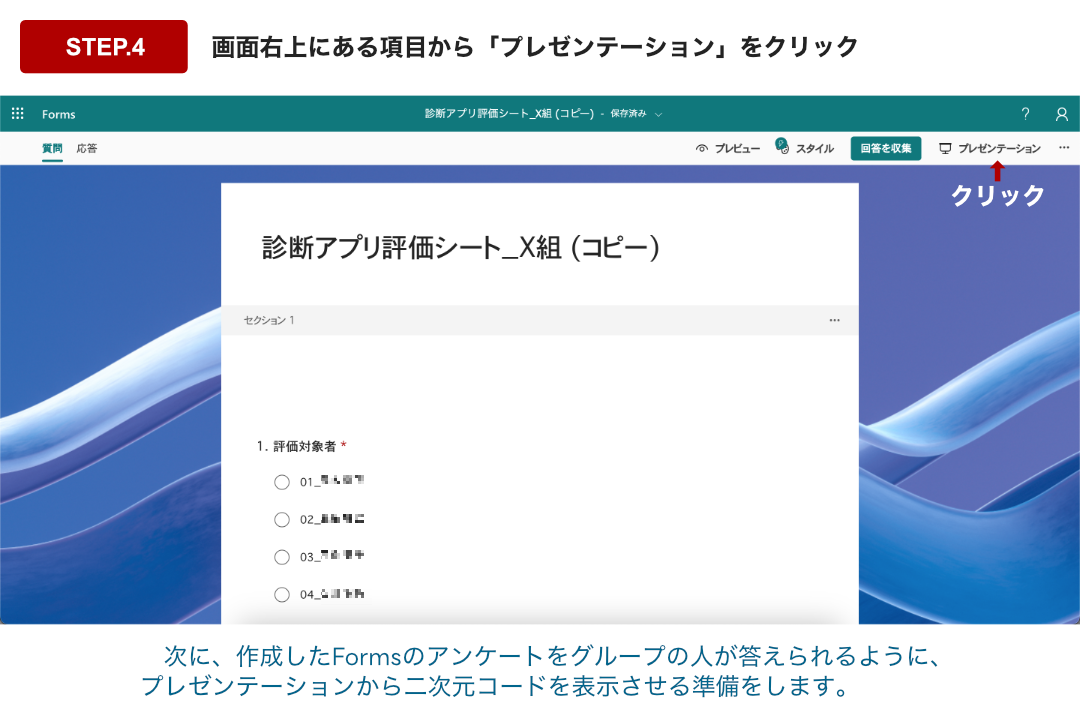 STEP.4
画面右上にある項目から「プレゼンテーション」をクリック
Forms
診断アプリ評価シート_X組 (コピー) - 保存済み
?
質問 応答
プレビュー スタイル 回答を収集 プレゼンテーション ...
クリック
診断アプリ評価シート_X組 (コピー)
セクション 1 ...
1. 評価対象者 *
01_
02_
03_
04_
次に、作成したFormsのアンケートをグループの人が答えられるように、
プレゼンテーションから二次元コードを表示させる準備をします。